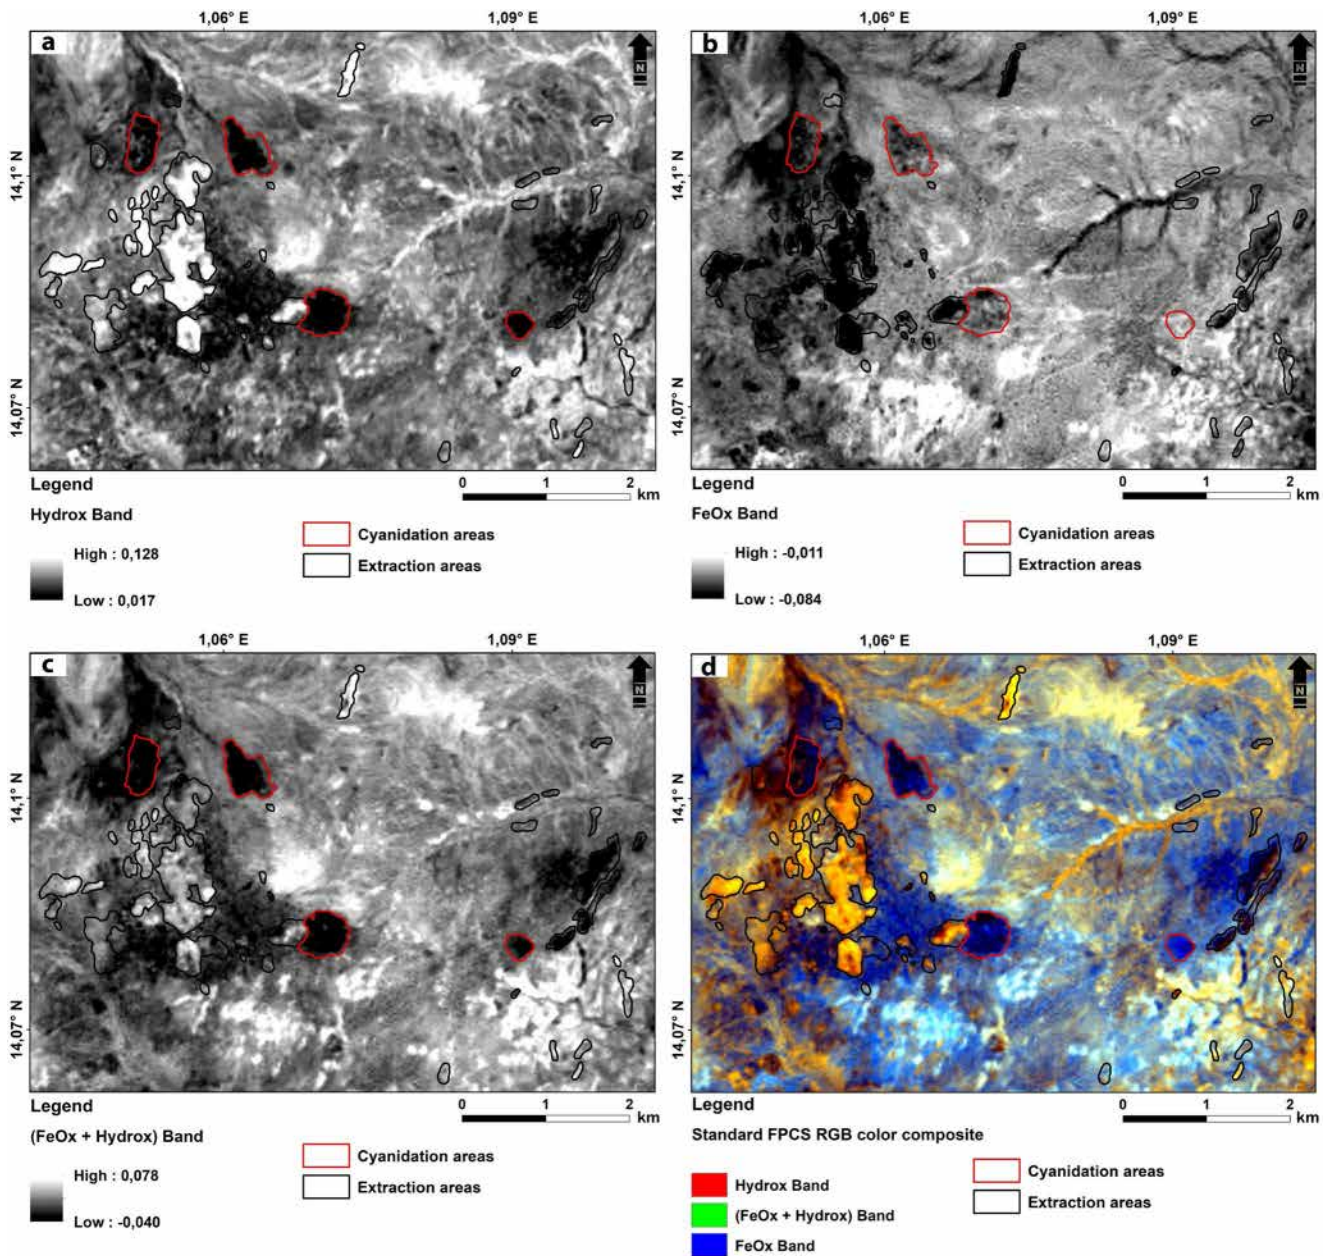 1,06° E 1,09° E 1,06° E 1,09° E
a N b N
14,1° N 14,1° N
14,07° N 14,07° N
Legend 0 1 2 km Legend 0 1 2 km
Hydrox Band FeOx Band
Cyanidation areas Cyanidation areas
High : 0,128 High : -0,011
Extraction areas Extraction areas
Low : 0,017 Low : -0,084
1,06° E 1,09° E 1,06° E 1,09° E
c N d N
14,1° N 14,1° N
14,07° N 14,07° N
Legend 0 1 2 km Legend 0 1 2 km
(FeOx + Hydrox) Band Standard FPCS RGB color composite
Cyanidation areas Cyanidation areas
High : 0,078 Hydrox Band
Extraction areas Extraction areas
Low : -0,040 (FeOx + Hydrox) Band
FeOx Band